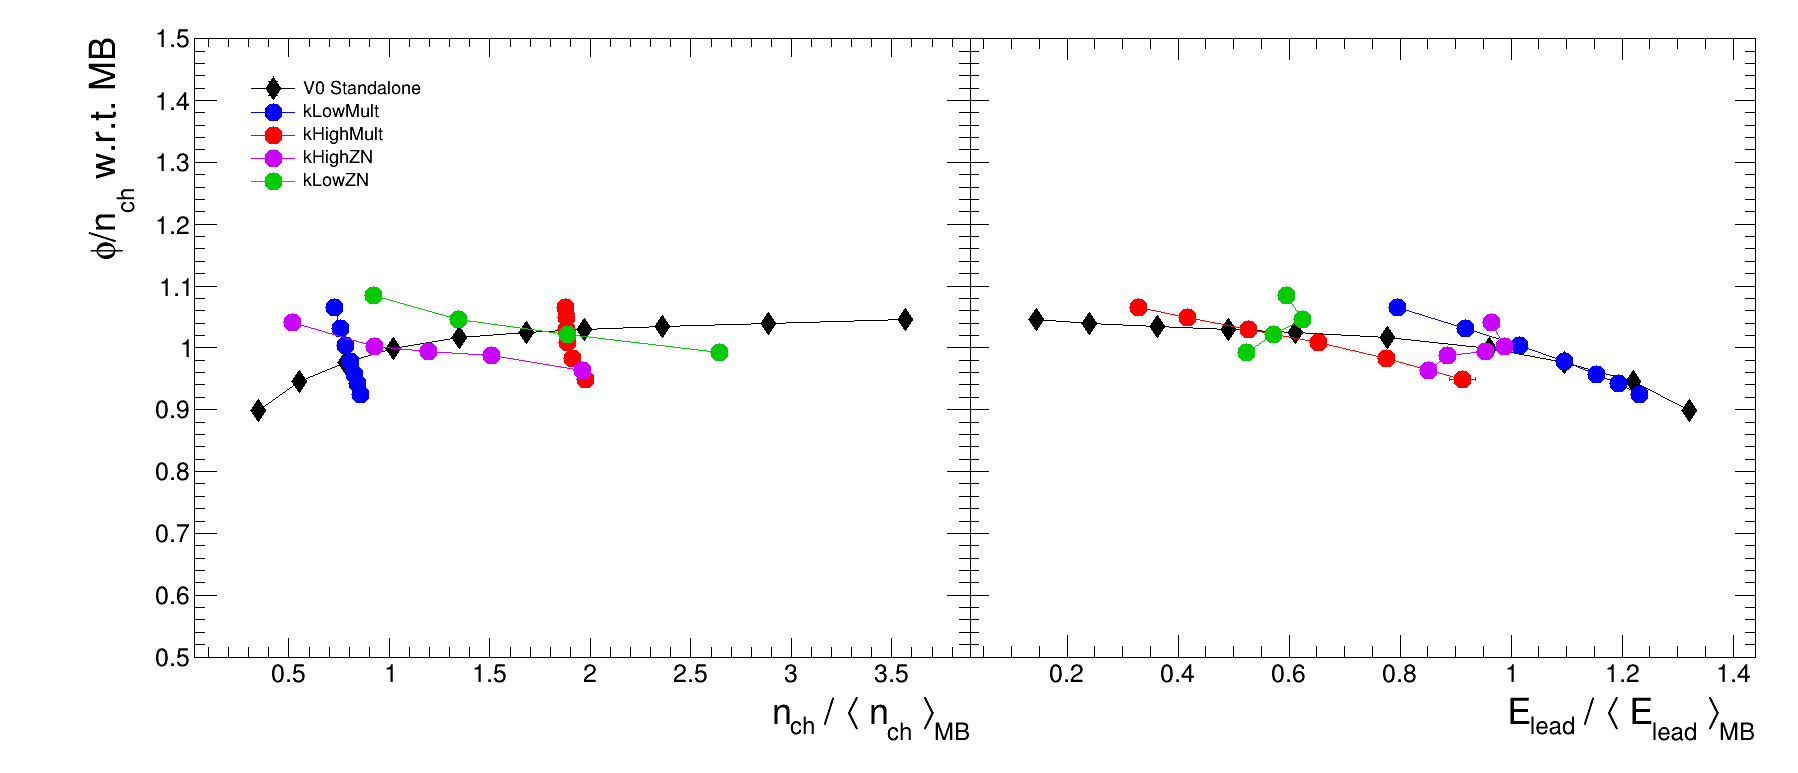 ϕ/n_ch w.r.t. MB
1.5
1.4
1.3
1.2
1.1
1
0.9
0.8
0.7
0.6
0.5
V0 Standalone
kLowMult
kHighMult
kHighZN
kLowZN
0.5 1 1.5 2 2.5 3 3.5
n_ch / ⟨ n_ch ⟩_MB
0.2 0.4 0.6 0.8 1 1.2 1.4
E_lead / ⟨ E_lead ⟩_MB